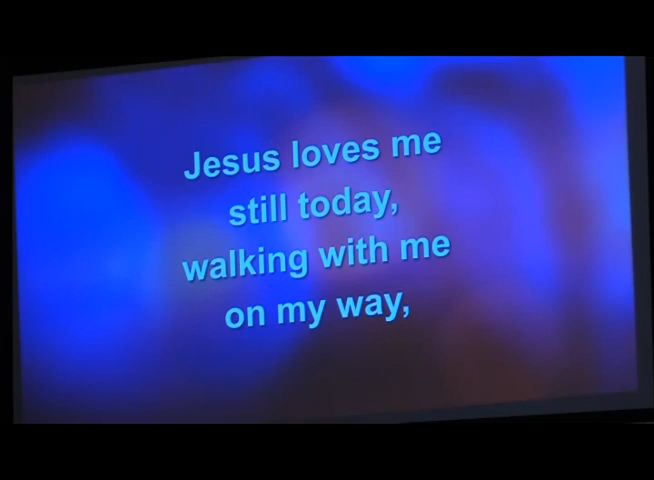 Jesus loves me
still today,
walking with me
on my way,